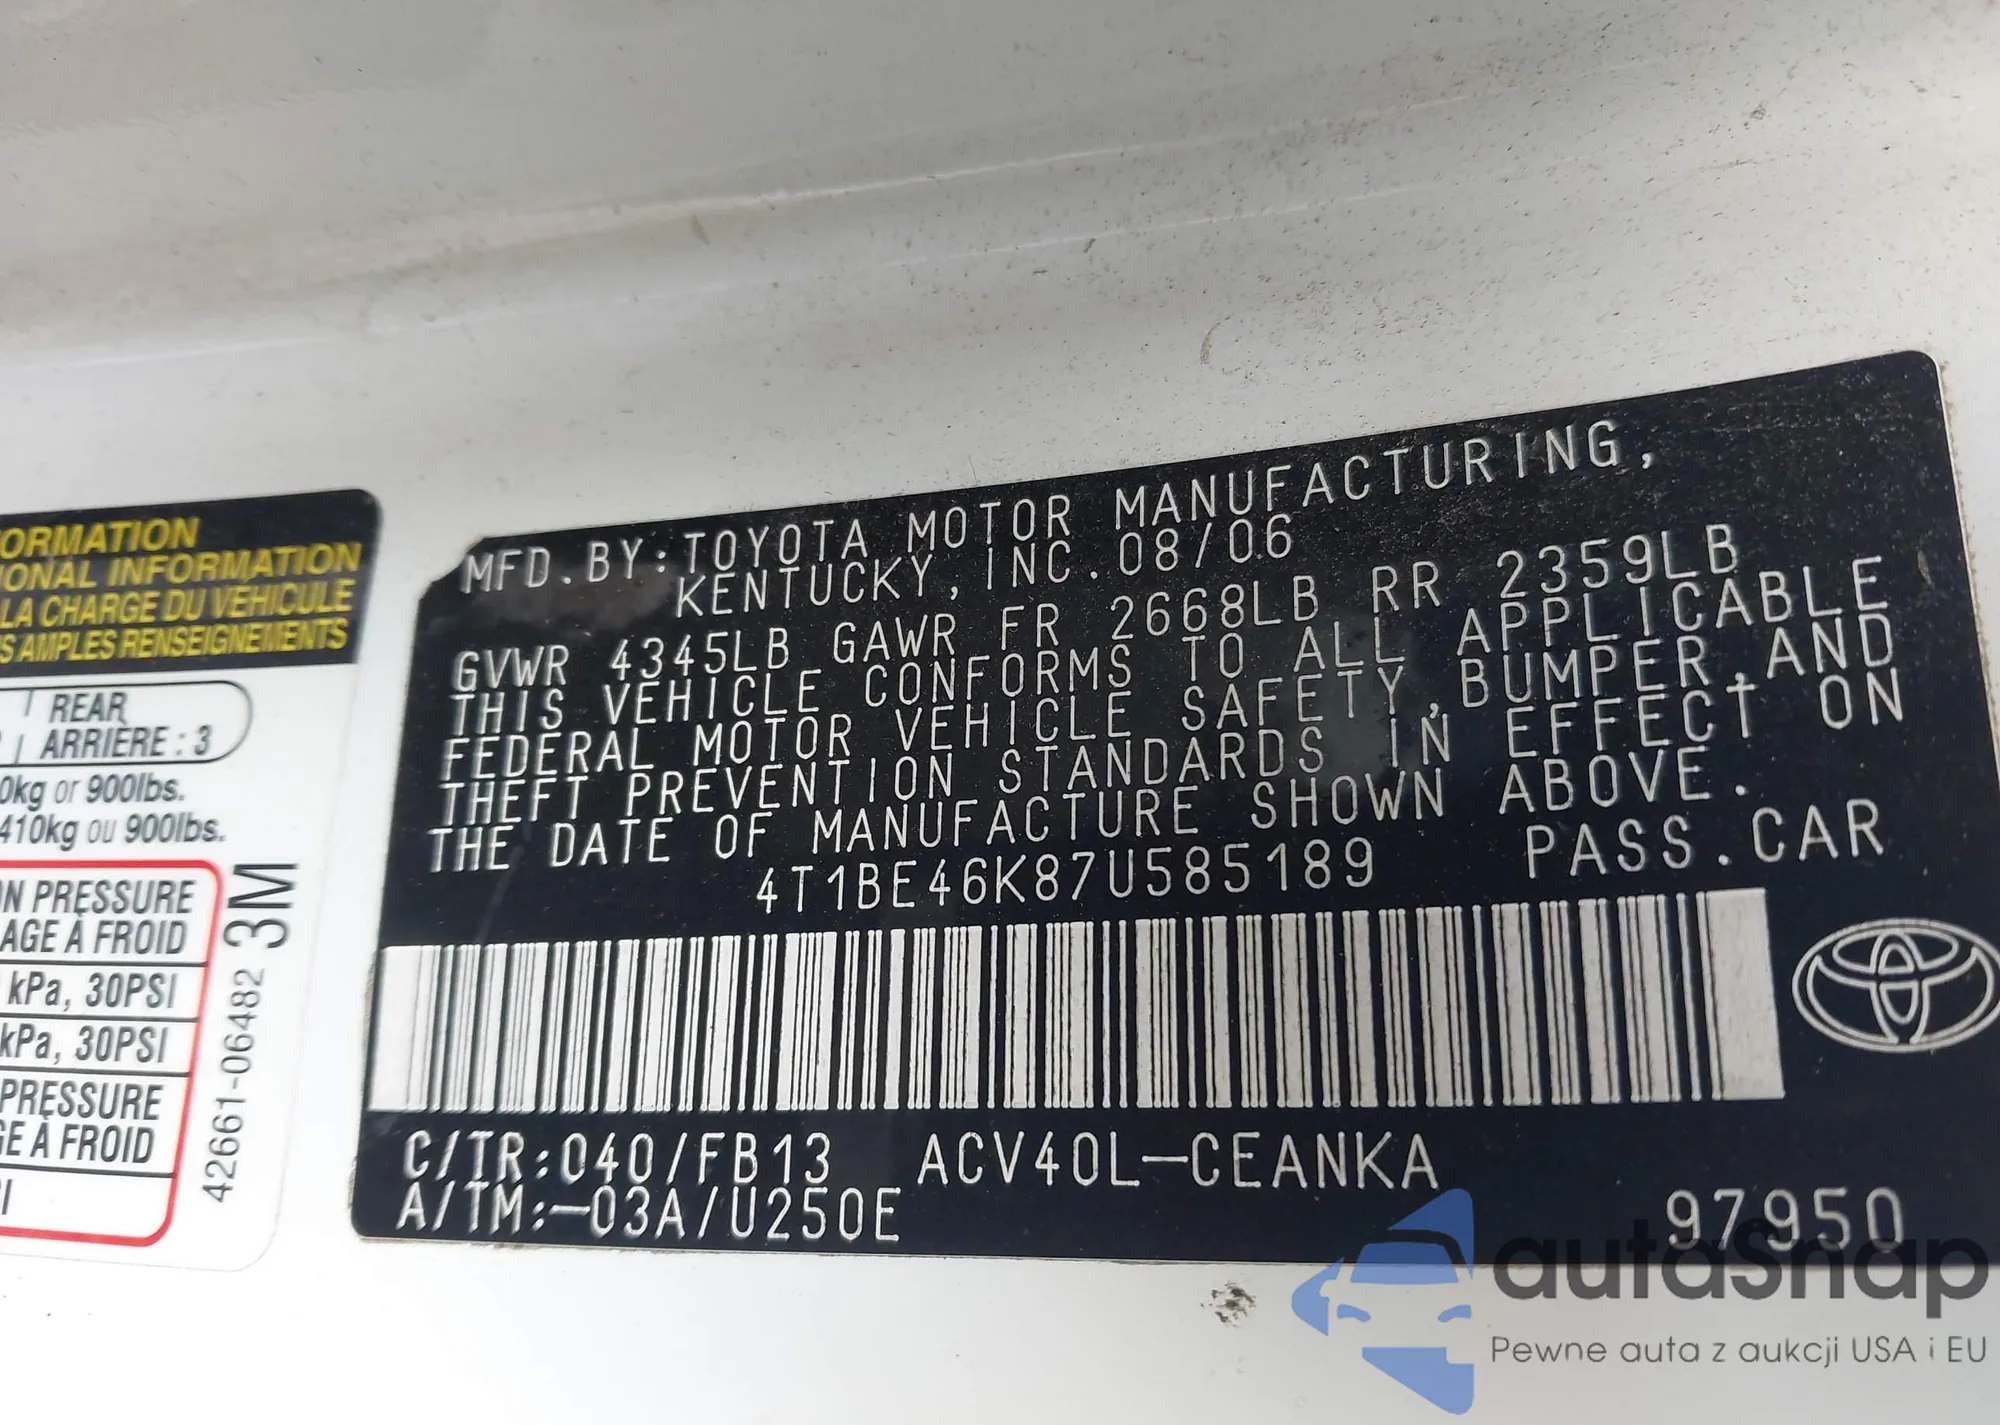 ORMATION
IONAL INFORMATION
LA CHARGE DU VÉHICULE
S AMPLES RENSEIGNEMENTS
REAR
ARRIÈRE : 3
0kg or 900lbs.
410kg ou 900lbs.
ON PRESSURE
AGE À FROID
kPa, 30PSI
kPa, 30PSI
PRESSURE
GE À FROID
42661-06482 3M
MFD. BY: TOYOTA MOTOR MANUFACTURING,
KENTUCKY, INC. 08/06
GVWR 4345LB GAWR FR 2668LB RR 2359LB
THIS VEHICLE CONFORMS TO ALL APPLICABLE
FEDERAL MOTOR VEHICLE SAFETY, BUMPER, AND
THEFT PREVENTION STANDARDS IN EFFECT ON
THE DATE OF MANUFACTURE SHOWN ABOVE.
4T1BE46K87U585189 PASS. CAR
C/TR:040/FB13 ACV40L-CEANKA
A/TM:-03A/U250E
97950
autaSnap
Pewne auta z aukcji USA i EU